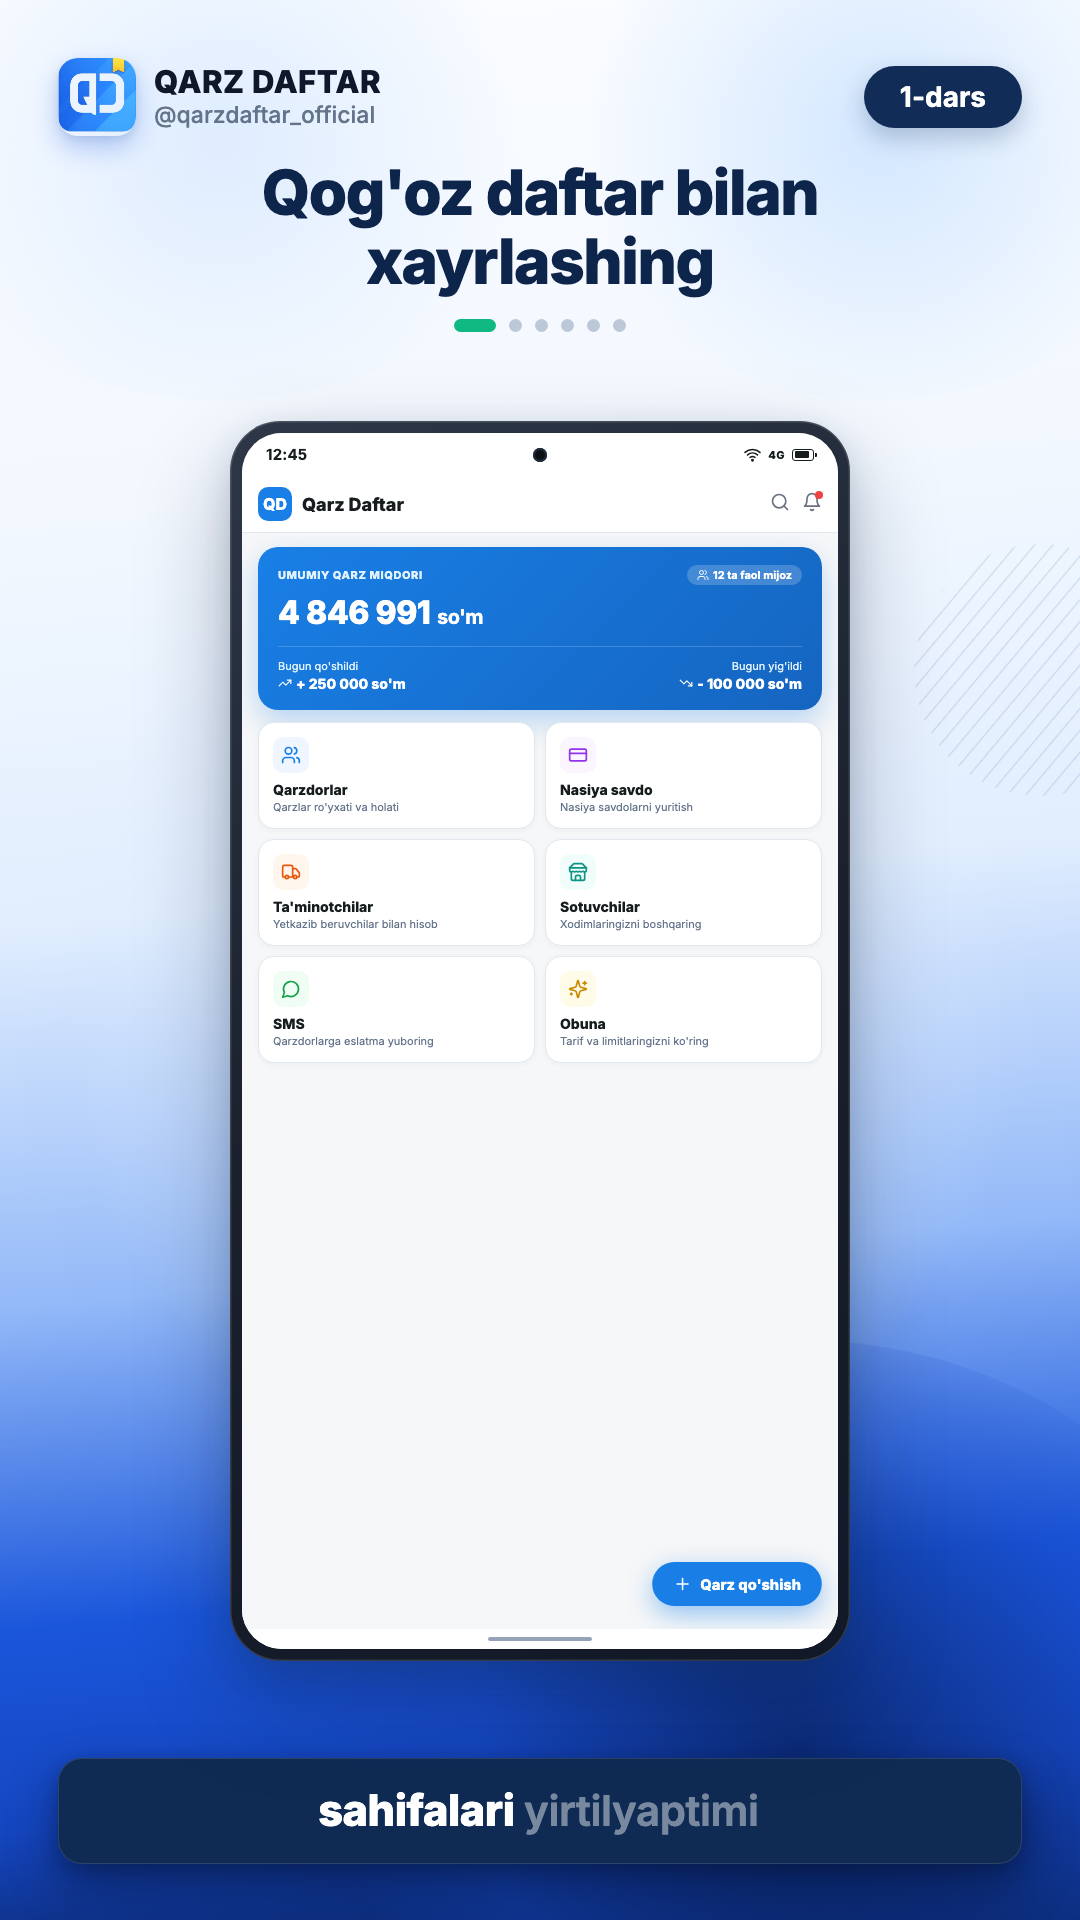 QARZ DAFTAR
@qarzdaftar_official
1-dars
Qog'oz daftar bilan
xayrlashing
12:45
4G
QD
Qarz Daftar
UMUMIY QARZ MIQDORI
12 ta faol mijoz
4 846 991 so'm
Bugun qo'shildi
Bugun yig'ildi
+ 250 000 so'm
- 100 000 so'm
Qarzdorlar
Qarzlar ro'yxati va holati
Nasiya savdo
Nasiya savdolarni yuritish
Ta'minotchilar
Yetkazib beruvchilar bilan hisob
Sotuvchilar
Xodimlaringizni boshqaring
SMS
Qarzdorlarga eslatma yuboring
Obuna
Tarif va limitlaringizni ko'ring
+ Qarz qo'shish
sahifalari yirtilyaptimi